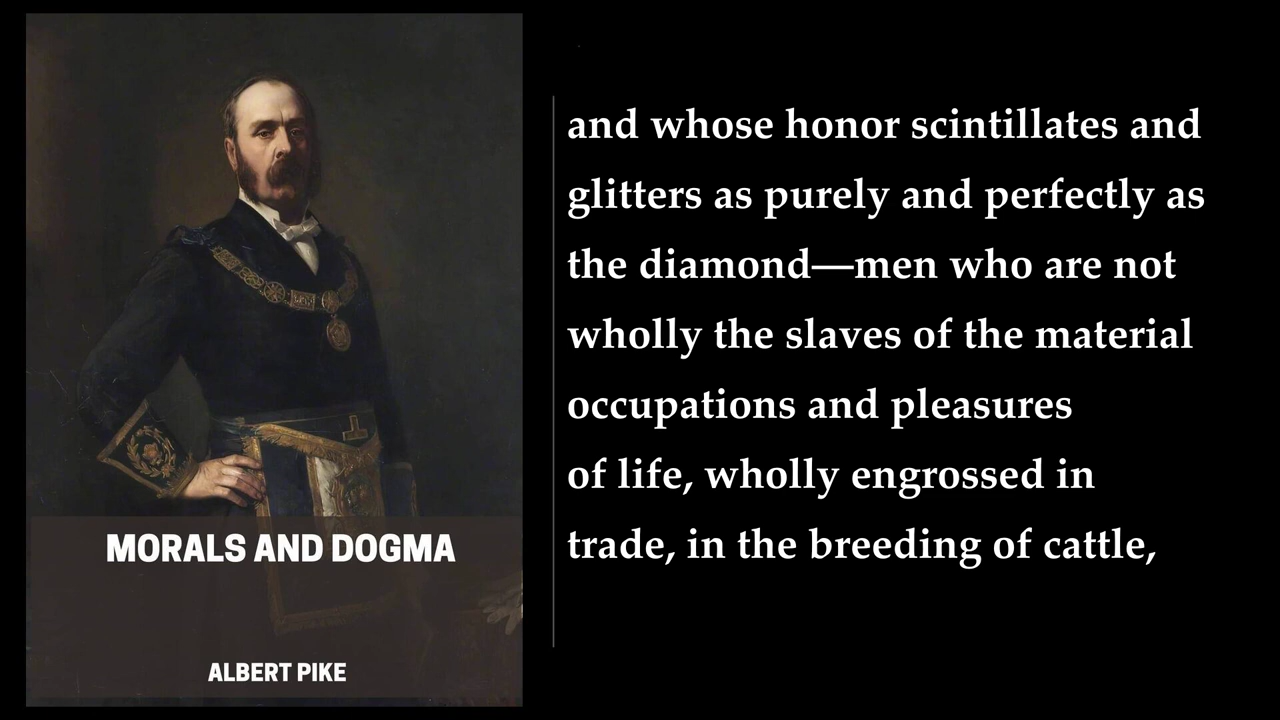 MORALS AND DOGMA
ALBERT PIKE
and whose honor scintillates and
glitters as purely and perfectly as
the diamond—men who are not
wholly the slaves of the material
occupations and pleasures
of life, wholly engrossed in
trade, in the breeding of cattle,